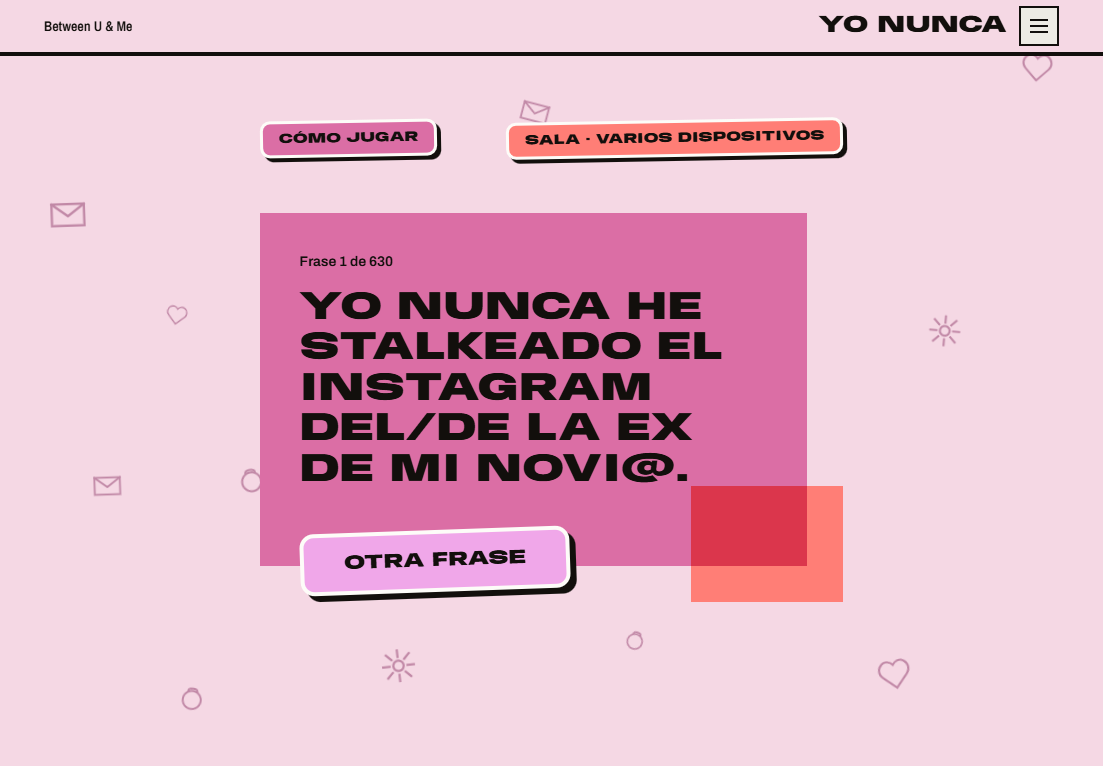 Between U & Me
YO NUNCA
CÓMO JUGAR
SALA · VARIOS DISPOSITIVOS
Frase 1 de 630
YO NUNCA HE
STALKEADO EL
INSTAGRAM
DEL/DE LA EX
DE MI NOVI@.
OTRA FRASE